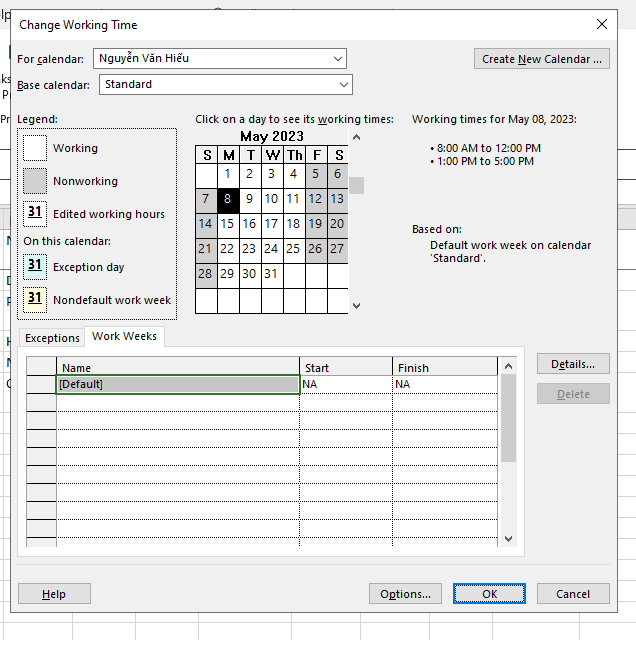 Change Working Time
For calendar: Nguyễn Văn Hiếu
Create New Calendar ...
Base calendar: Standard
Legend:
Working
Nonworking
31 Edited working hours
On this calendar:
31 Exception day
31 Nondefault work week
Click on a day to see its working times:
May 2023
S M T W Th F S
1 2 3 4 5 6
7 8 9 10 11 12 13
14 15 16 17 18 19 20
21 22 23 24 25 26 27
28 29 30 31
Working times for May 08, 2023:
• 8:00 AM to 12:00 PM
• 1:00 PM to 5:00 PM
Based on:
Default work week on calendar
'Standard'.
Exceptions Work Weeks
Name Start Finish
[Default] NA NA
Details...
Delete
Help
Options...
OK
Cancel